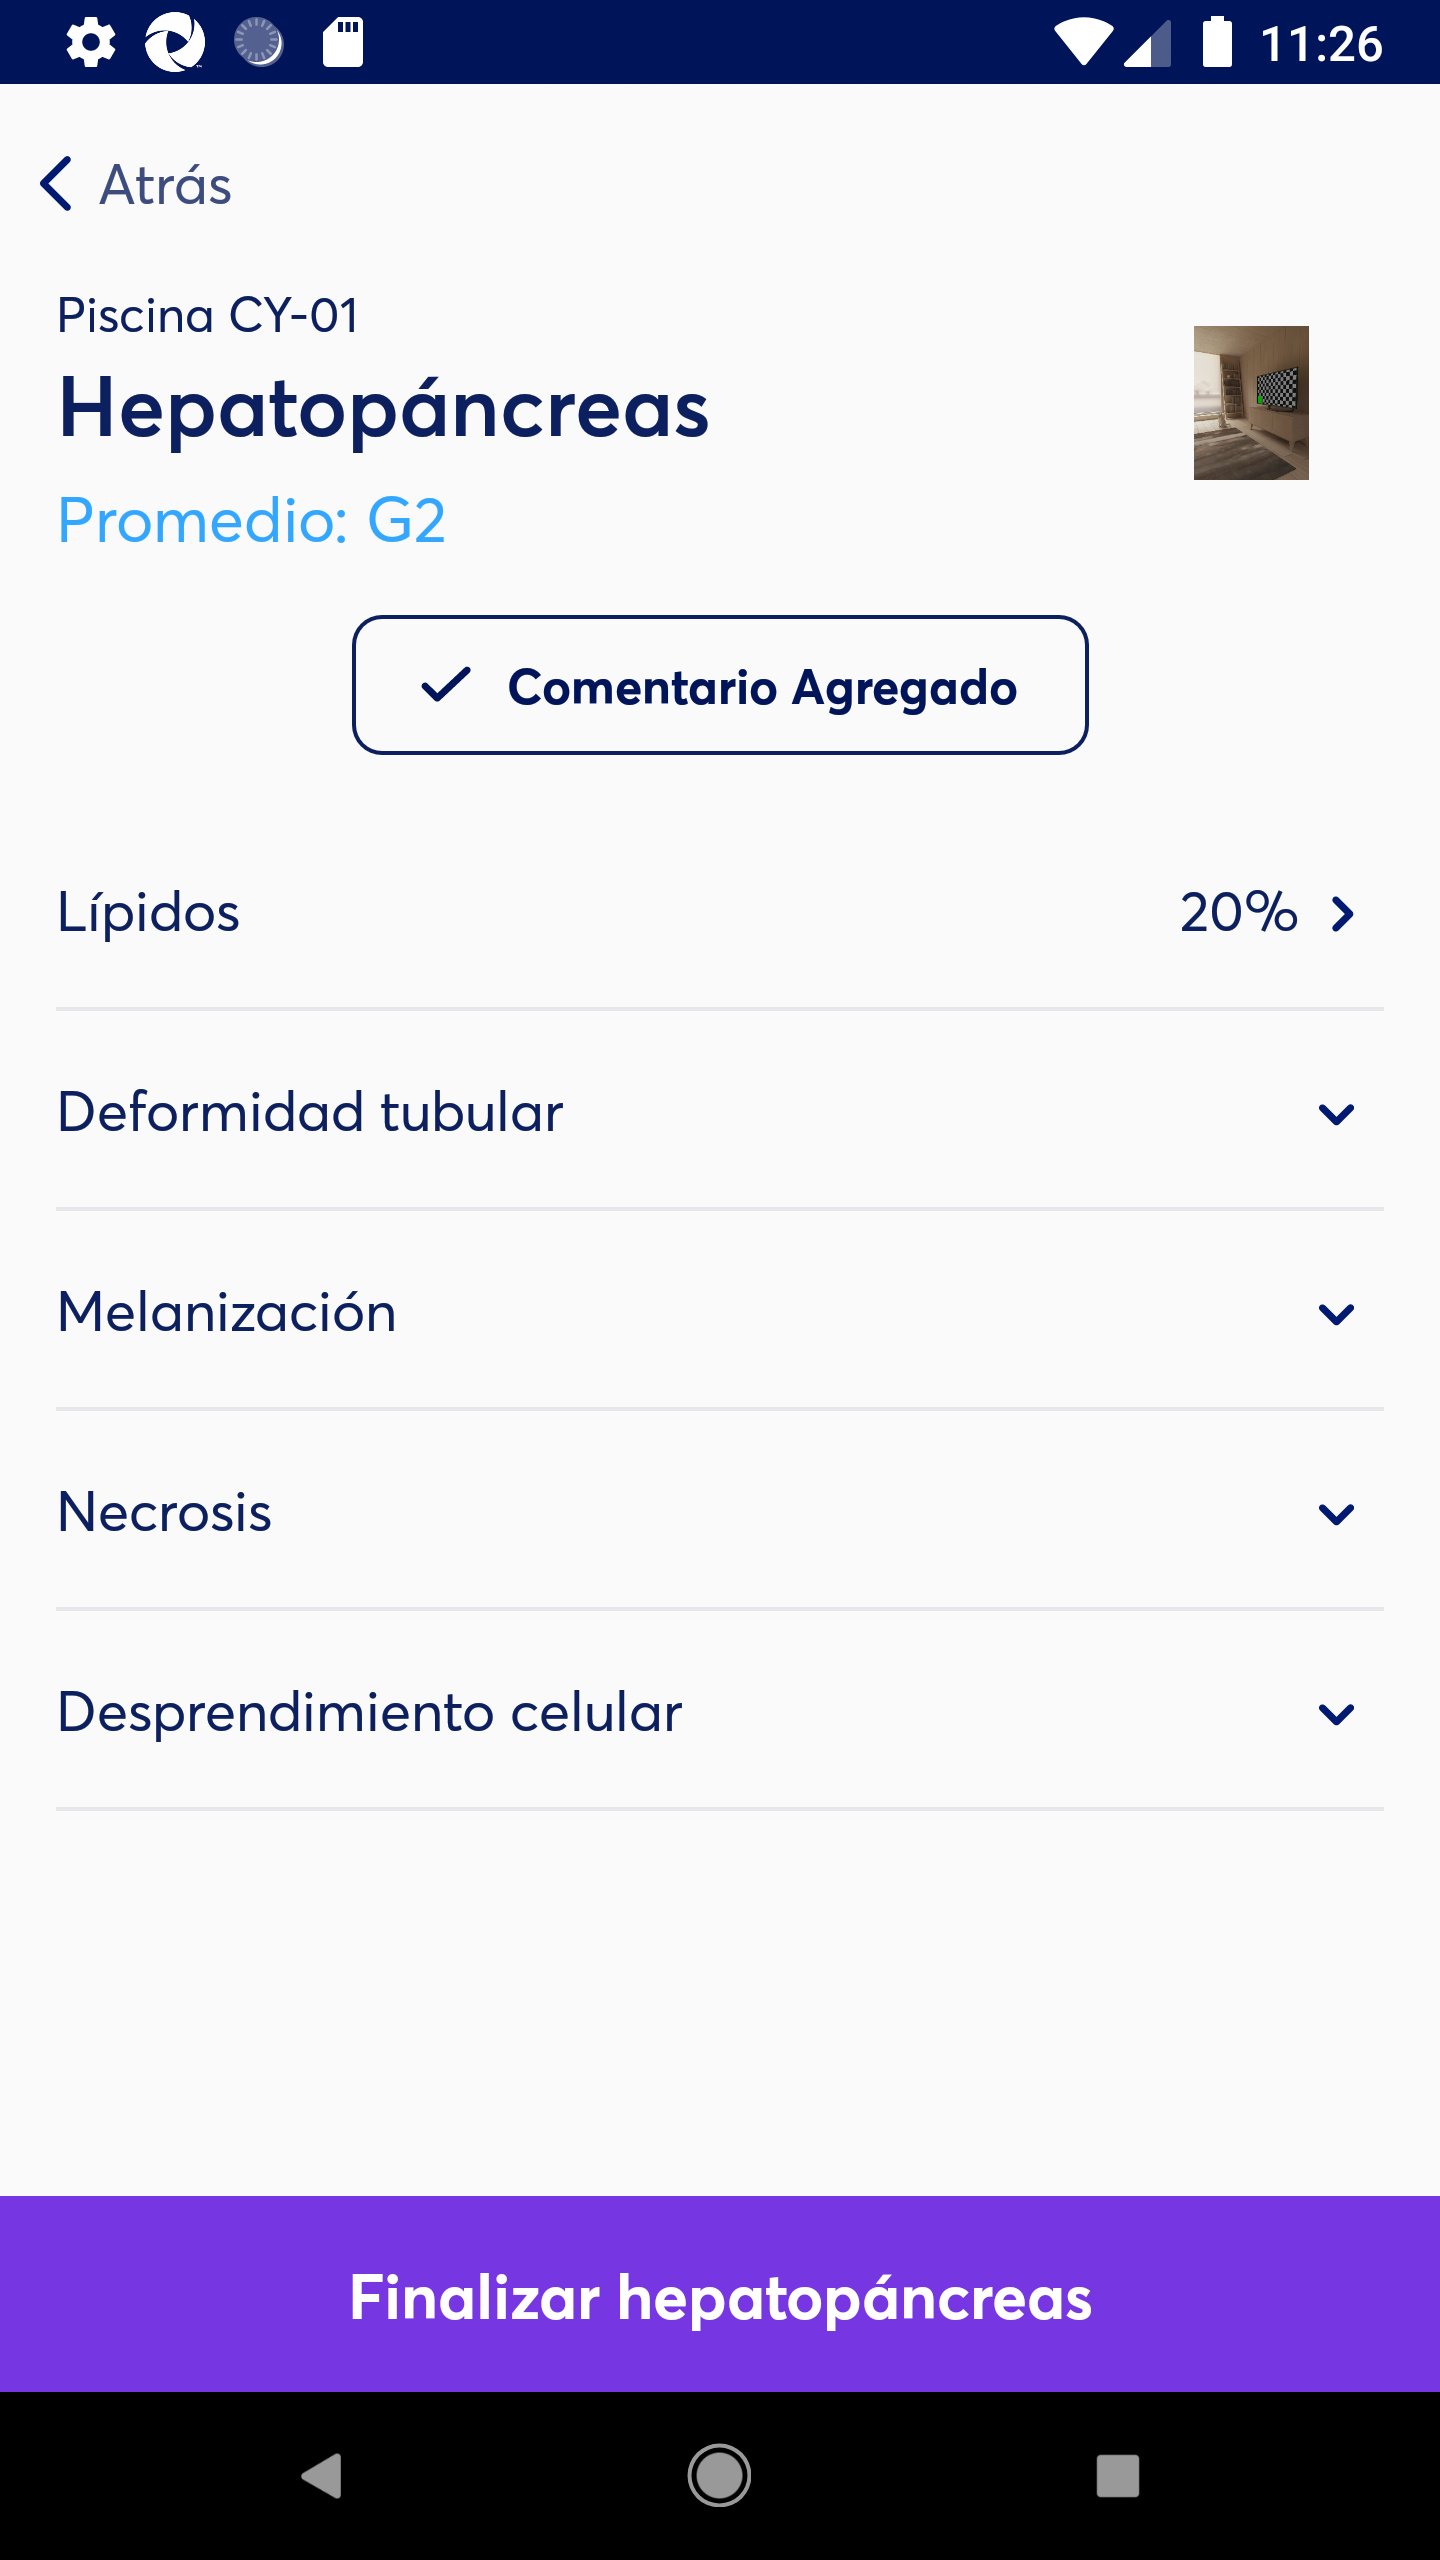 11:26
Atrás
Piscina CY-01
Hepatopáncreas
Promedio: G2
Comentario Agregado
Lípidos 20%
Deformidad tubular
Melanización
Necrosis
Desprendimiento celular
Finalizar hepatopáncreas